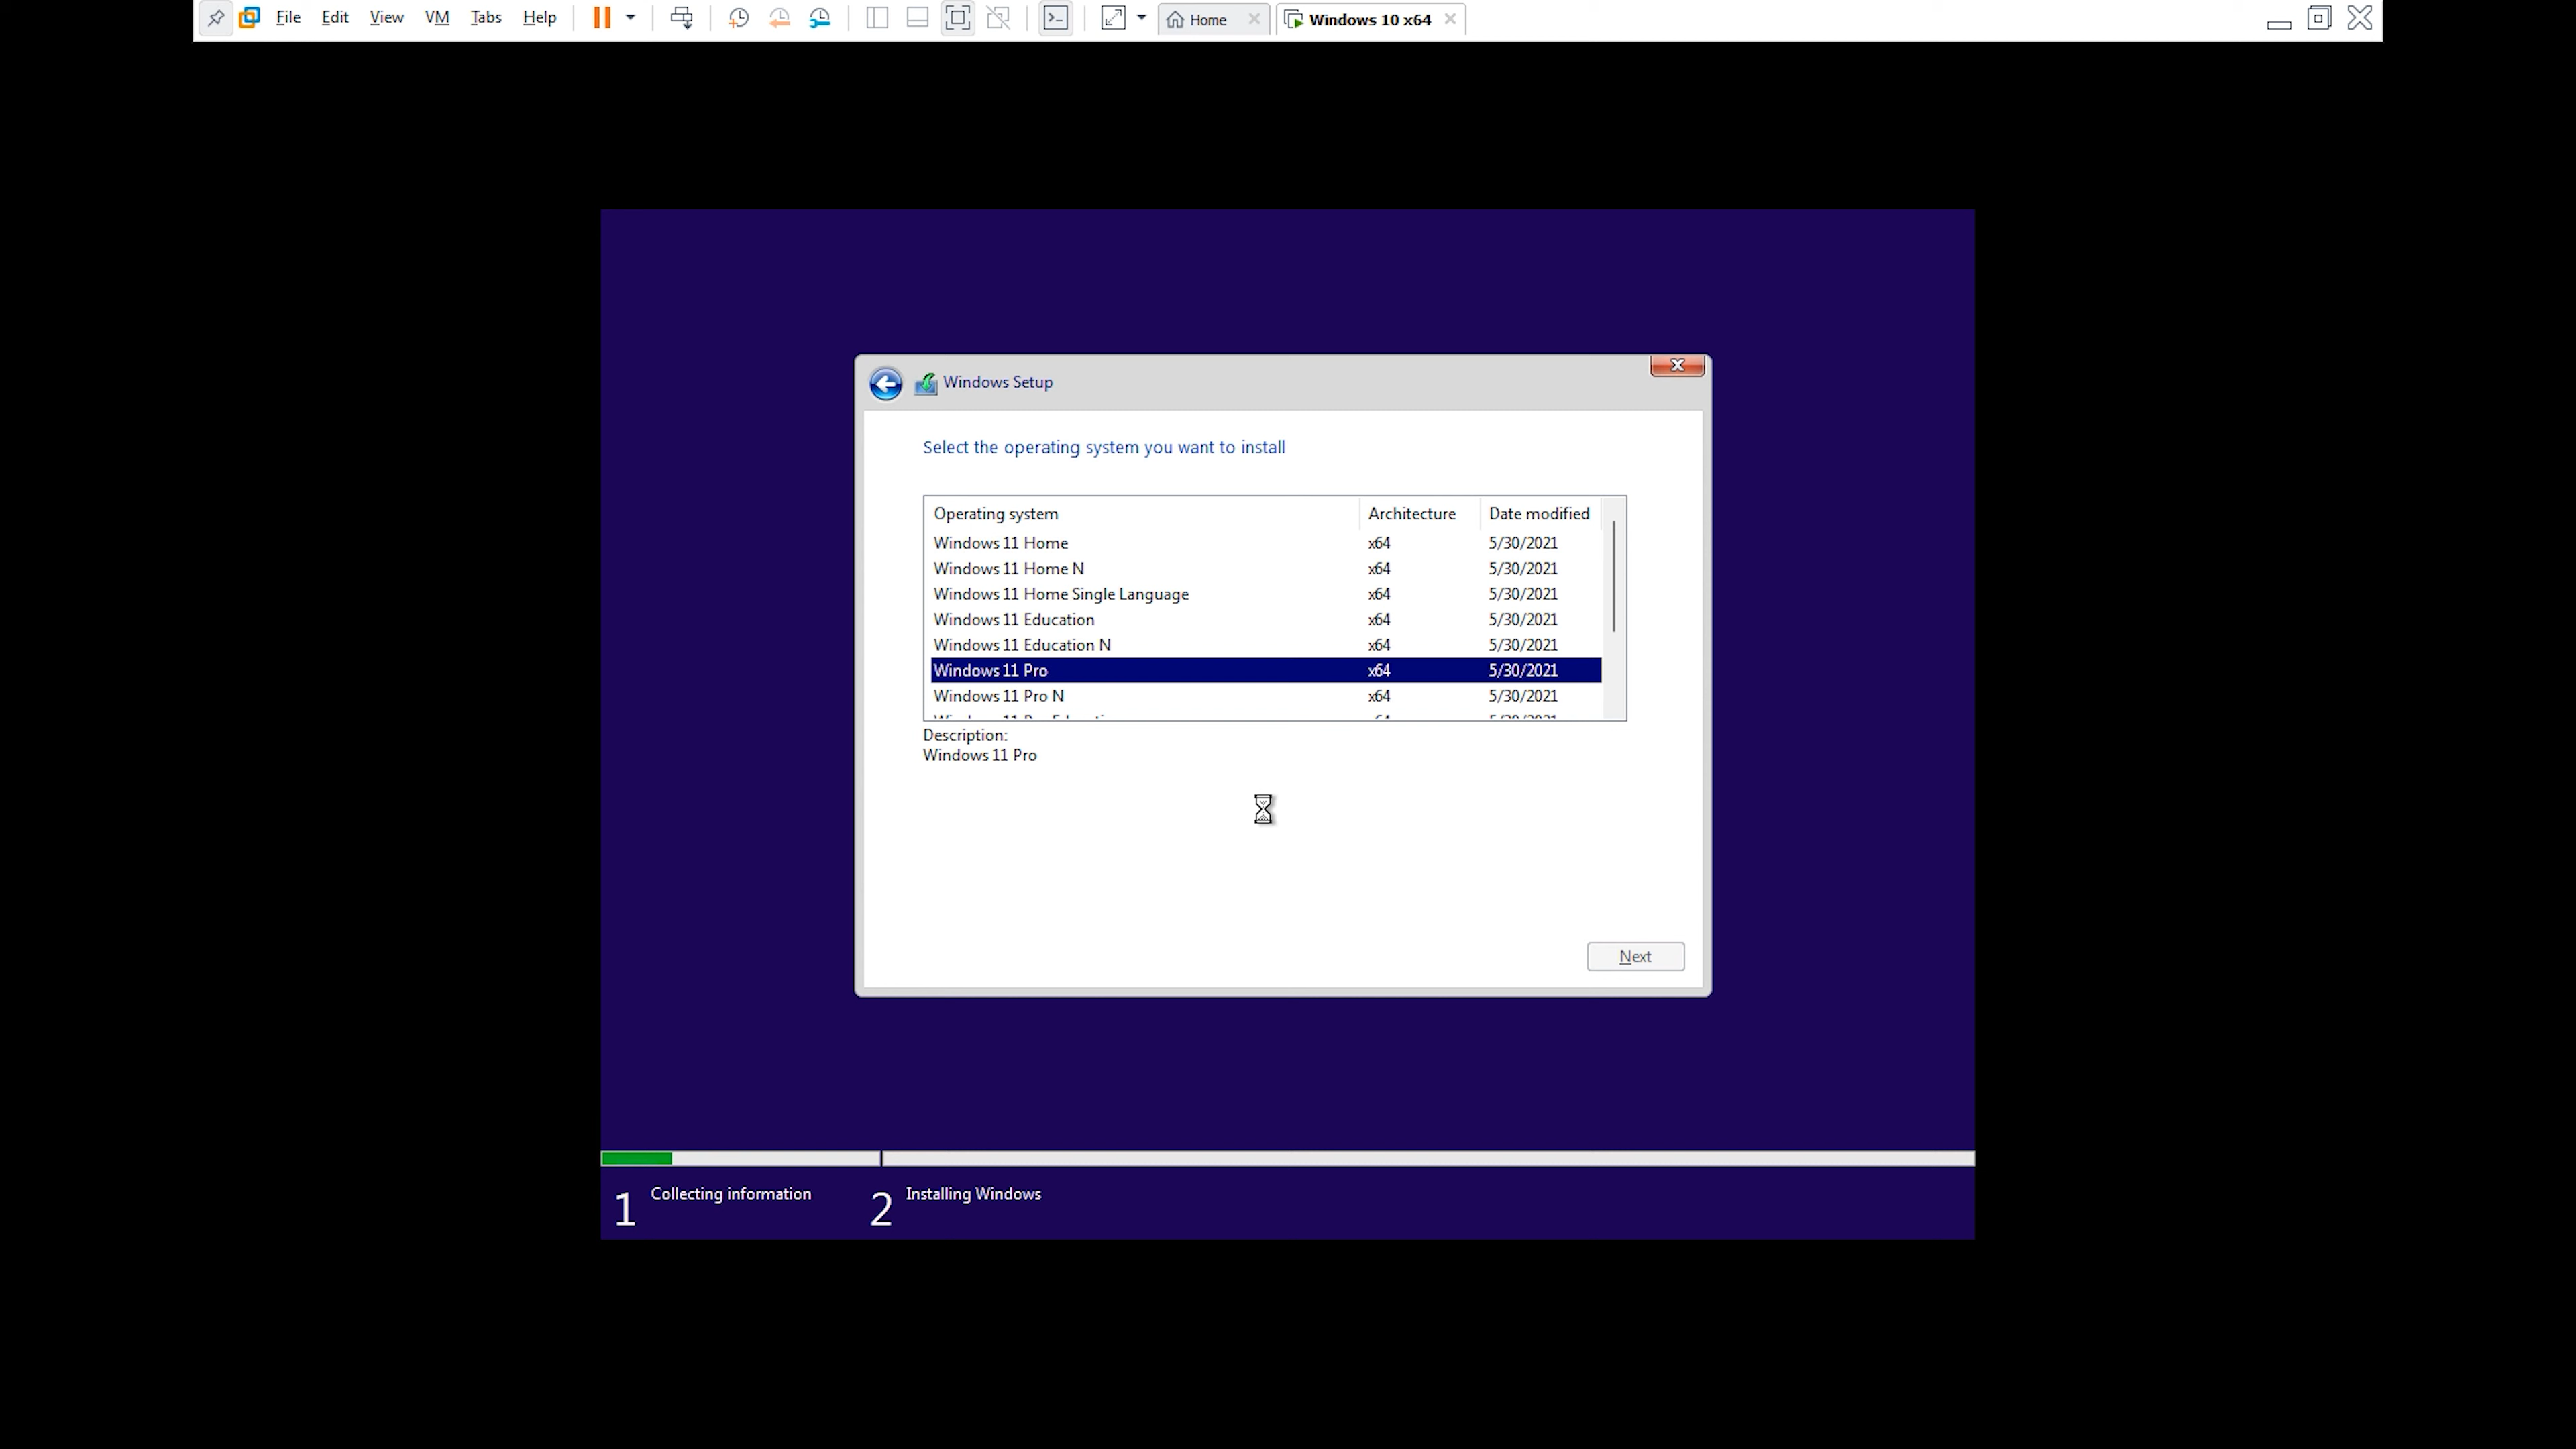 File Edit View VM Tabs Help Home Windows 10 x64
Windows Setup
Select the operating system you want to install
Operating system Architecture Date modified
Windows 11 Home x64 5/30/2021
Windows 11 Home N x64 5/30/2021
Windows 11 Home Single Language x64 5/30/2021
Windows 11 Education x64 5/30/2021
Windows 11 Education N x64 5/30/2021
Windows 11 Pro x64 5/30/2021
Windows 11 Pro N x64 5/30/2021
Description:
Windows 11 Pro
Next
1 Collecting information 2 Installing Windows